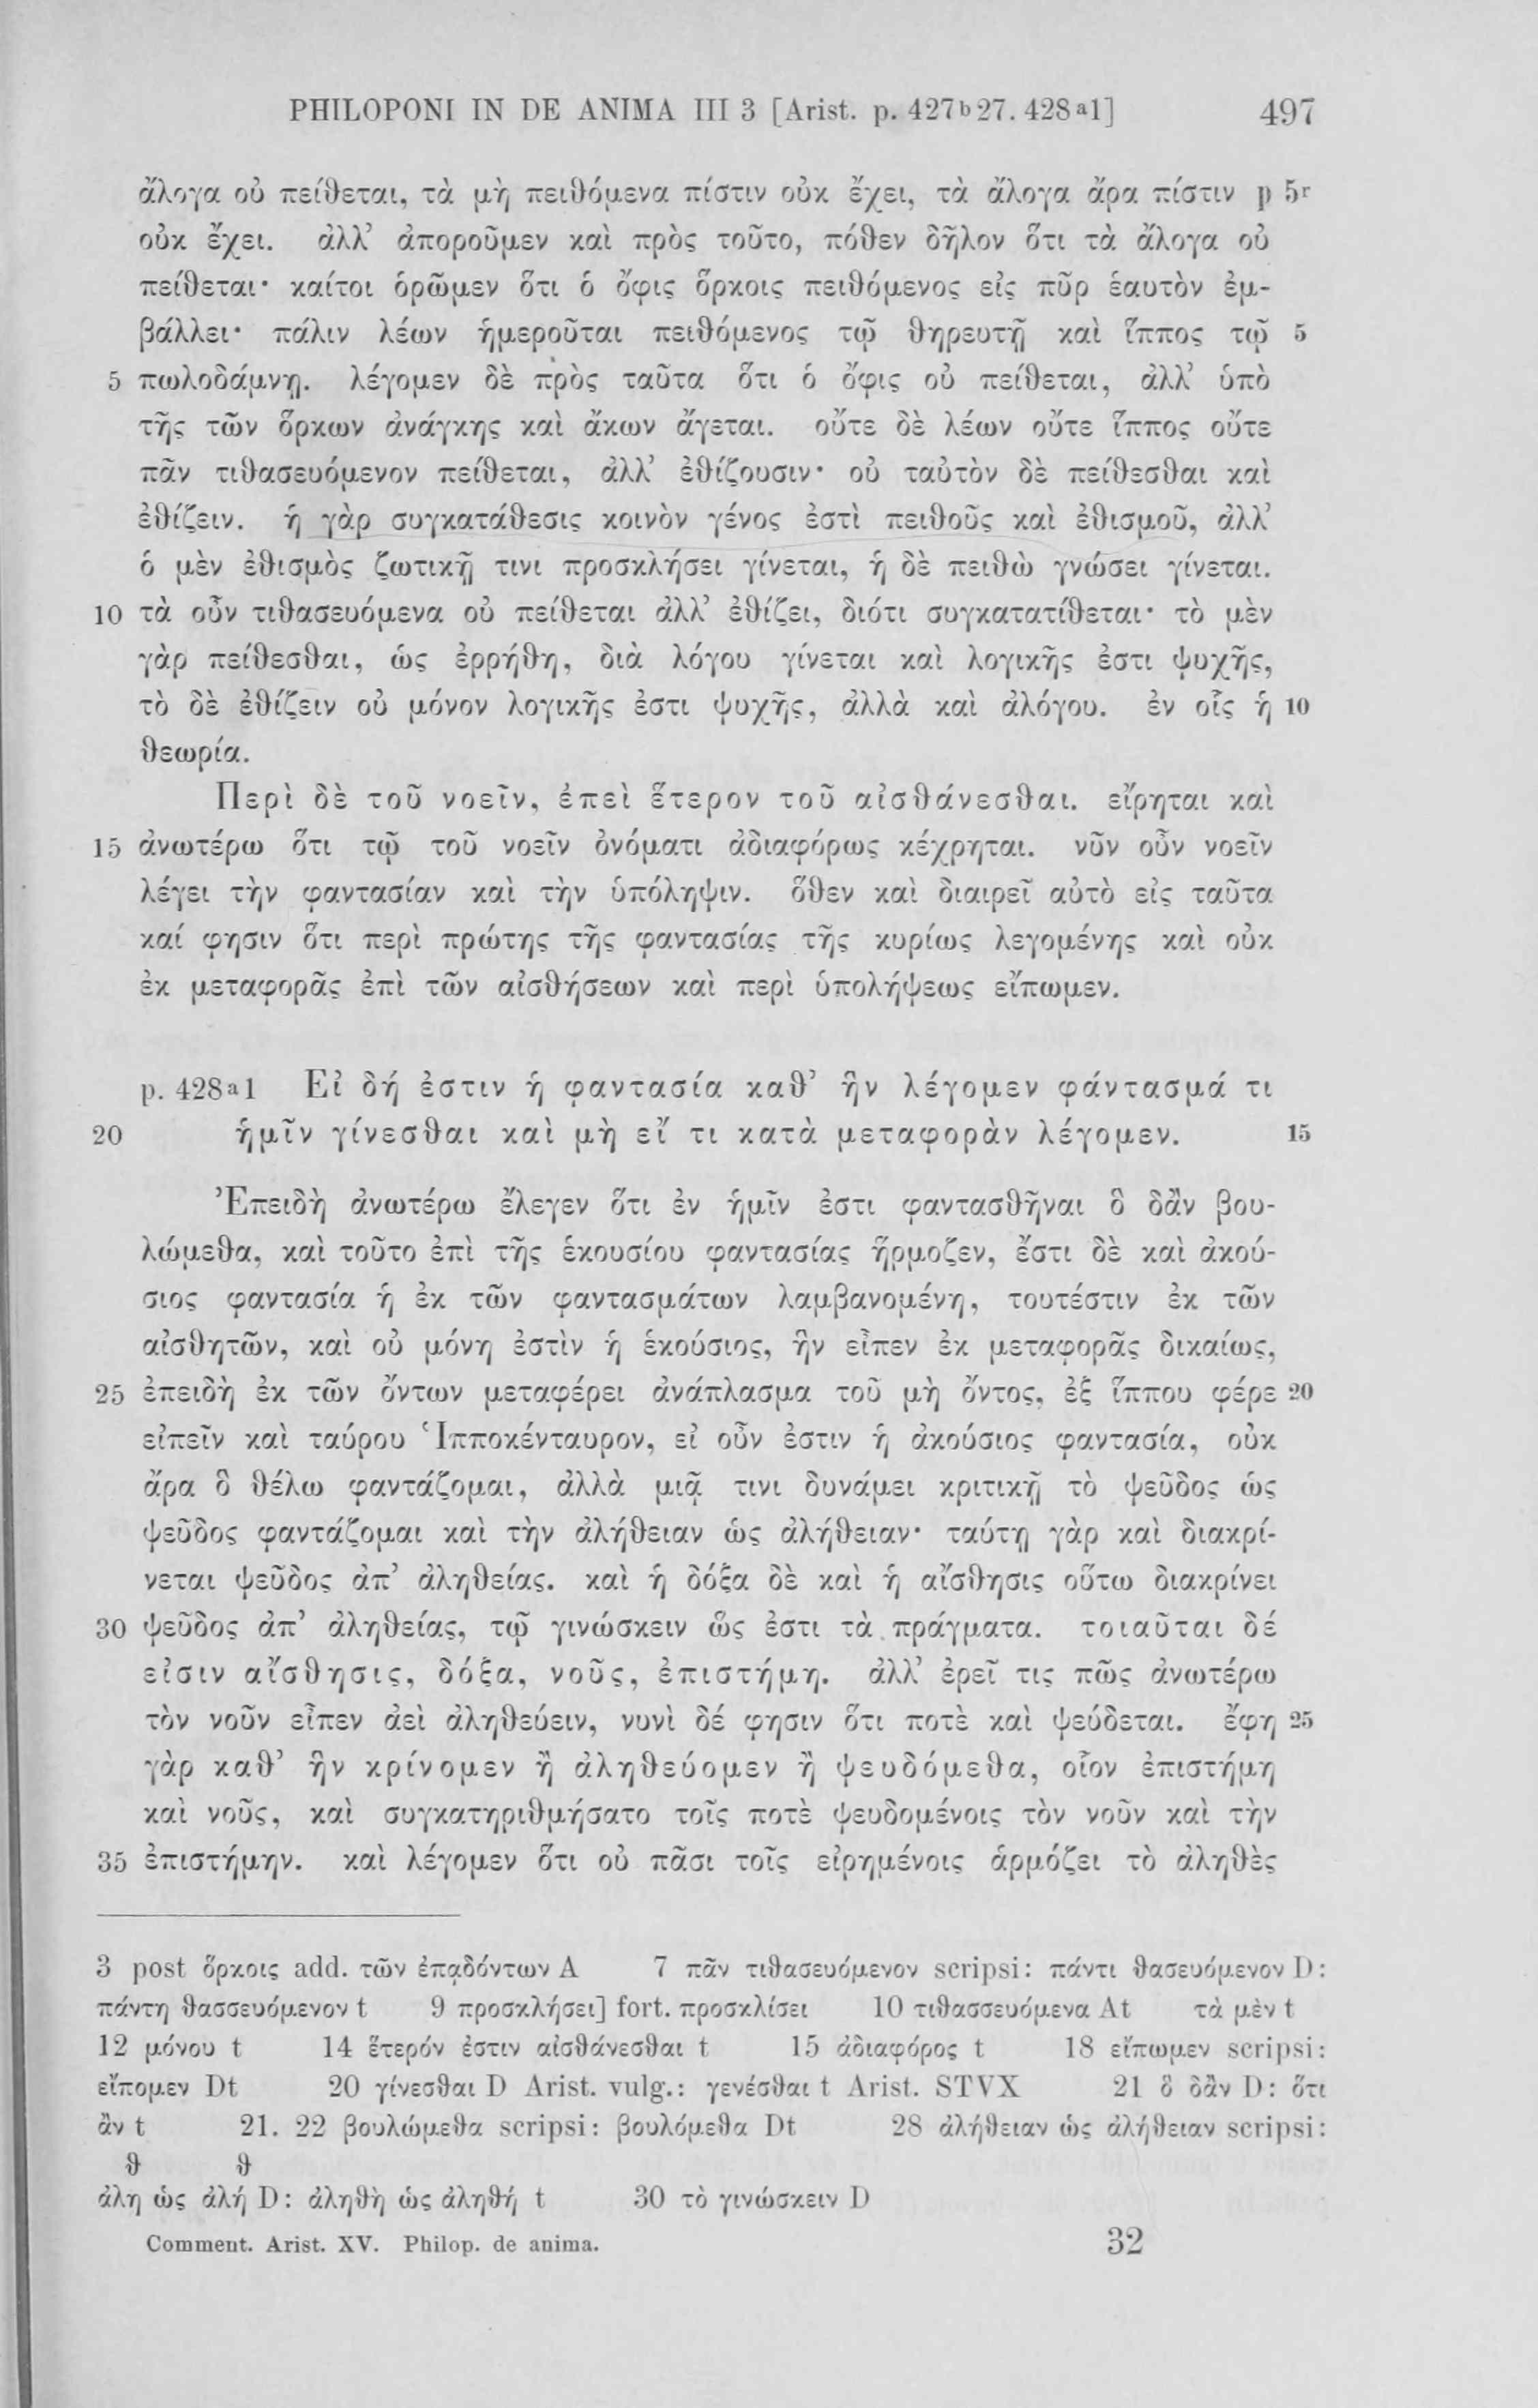 PHILOPONI IN DE ANIMA III 3 [Arist. p. 427b27. 428a1] 497
ἄλογα οὐ πείθεται, τὰ μὴ πειθόμενα πίστιν οὐκ ἔχει, τὰ ἄλογα ἄρα πίστιν p 5r
οὐκ ἔχει. ἀλλ’ ἀποροῦμεν καὶ πρὸς τοῦτο, πόθεν δῆλον ὅτι τὰ ἄλογα οὐ
πείθεται· καίτοι ὁρῶμεν ὅτι ὁ ὄφις ὅρκοις πειθόμενος εἰς πῦρ ἑαυτὸν ἐμ-
βάλλει· πάλιν λέων ἡμεροῦται πειθόμενος τῷ θηρευτῇ καὶ ἵππος τῷ 5
5 πωλοδάμνῃ. λέγομεν δὲ πρὸς ταῦτα ὅτι ὁ ὄφις οὐ πείθεται, ἀλλ’ ὑπὸ
τῆς τῶν ὅρκων ἀνάγκης καὶ ἄκων ἄγεται. οὔτε δὲ λέων οὔτε ἵππος οὔτε
πᾶν τιθασευόμενον πείθεται, ἀλλ’ ἐθίζουσιν· οὐ ταὐτὸν δὲ πείθεσθαι καὶ
ἐθίζειν. ἡ γὰρ συγκατάθεσις κοινὸν γένος ἐστὶ πειθοῦς καὶ ἐθισμοῦ, ἀλλ’
ὁ μὲν ἐθισμὸς ζωτικῇ τινι προσκλήσει γίνεται, ἡ δὲ πειθὼ γνώσει γίνεται.
10 τὰ οὖν τιθασευόμενα οὐ πείθεται ἀλλ’ ἐθίζει, διότι συγκατατίθεται· τὸ μὲν
γὰρ πείθεσθαι, ὡς ἐρρήθη, διὰ λόγου γίνεται καὶ λογικῆς ἐστι ψυχῆς,
τὸ δὲ ἐθίζειν οὐ μόνον λογικῆς ἐστι ψυχῆς, ἀλλὰ καὶ ἀλόγου. ἐν οἷς ἡ 10
θεωρία.
Περὶ δὲ τοῦ νοεῖν, ἐπεὶ ἕτερον τοῦ αἰσθάνεσθαι. εἴρηται καὶ
15 ἀνωτέρω ὅτι τῷ τοῦ νοεῖν ὀνόματι ἀδιαφόρως κέχρηται. νῦν οὖν νοεῖν
λέγει τὴν φαντασίαν καὶ τὴν ὑπόληψιν. ὅθεν καὶ διαιρεῖ αὐτὸ εἰς ταῦτα
καί φησιν ὅτι περὶ πρώτης τῆς φαντασίας τῆς κυρίως λεγομένης καὶ οὐκ
ἐκ μεταφορᾶς ἐπὶ τῶν αἰσθήσεων καὶ περὶ ὑπολήψεως εἴπωμεν.
p. 428a1 Εἰ δή ἐστιν ἡ φαντασία καθ’ ἣν λέγομεν φάντασμά τι
20 ἡμῖν γίνεσθαι καὶ μὴ εἴ τι κατὰ μεταφορὰν λέγομεν. 15
Ἐπειδὴ ἀνωτέρω ἔλεγεν ὅτι ἐν ἡμῖν ἐστι φαντασθῆναι ὃ δἂν βου-
λώμεθα, καὶ τοῦτο ἐπὶ τῆς ἑκουσίου φαντασίας ἥρμοζεν, ἔστι δὲ καὶ ἀκού-
σιος φαντασία ἡ ἐκ τῶν φαντασμάτων λαμβανομένη, τουτέστιν ἐκ τῶν
αἰσθητῶν, καὶ οὐ μόνη ἐστὶν ἡ ἑκούσιος, ἣν εἶπεν ἐκ μεταφορᾶς δικαίως,
25 ἐπειδὴ ἐκ τῶν ὄντων μεταφέρει ἀνάπλασμα τοῦ μὴ ὄντος, ἐξ ἵππου φέρε 20
εἰπεῖν καὶ ταύρου Ἱπποκένταυρον, εἰ οὖν ἐστιν ἡ ἀκούσιος φαντασία, οὐκ
ἄρα ὃ θέλω φαντάζομαι, ἀλλὰ μιᾷ τινι δυνάμει κριτικῇ τὸ ψεῦδος ὡς
ψεῦδος φαντάζομαι καὶ τὴν ἀλήθειαν ὡς ἀλήθειαν· ταύτῃ γὰρ καὶ διακρί-
νεται ψεῦδος ἀπ’ ἀληθείας. καὶ ἡ δόξα δὲ καὶ ἡ αἴσθησις οὕτω διακρίνει
30 ψεῦδος ἀπ’ ἀληθείας, τῷ γινώσκειν ὥς ἐστι τὰ πράγματα. τοιαῦται δέ
εἰσιν αἴσθησις, δόξα, νοῦς, ἐπιστήμη. ἀλλ’ ἐρεῖ τις πῶς ἀνωτέρω
τὸν νοῦν εἶπεν ἀεὶ ἀληθεύειν, νυνὶ δέ φησιν ὅτι ποτὲ καὶ ψεύδεται. ἔφη 25
γὰρ καθ’ ἣν κρίνομεν ἢ ἀληθεύομεν ἢ ψευδόμεθα, οἷον ἐπιστήμη
καὶ νοῦς, καὶ συγκατηριθμήσατο τοῖς ποτὲ ψευδομένοις τὸν νοῦν καὶ τὴν
35 ἐπιστήμην. καὶ λέγομεν ὅτι οὐ πᾶσι τοῖς εἰρημένοις ἁρμόζει τὸ ἀληθὲς
3 post ὅρκοις add. τῶν ἐπᾳδόντων A 7 πᾶν τιθασευόμενον scripsi: πάντι θασευόμενον D:
πάντη θασσευόμενον t 9 προσκλήσει] fort. προσκλίσει 10 τιθασσευόμενα At τὰ μὲν t
12 μόνου t 14 ἕτερόν ἐστιν αἰσθάνεσθαι t 15 ἀδιαφόρος t 18 εἴπωμεν scripsi:
εἴπομεν Dt 20 γίνεσθαι D Arist. vulg.: γενέσθαι t Arist. STVX 21 ὃ δἂν D: ὅτι
ἂν t 21. 22 βουλώμεθα scripsi: βουλόμεθα Dt 28 ἀλήθειαν ὡς ἀλήθειαν scripsi:
θ θ
ἀλη ὡς ἀλή D: ἀληθὴ ὡς ἀληθή t 30 τὸ γινώσκειν D
Comment. Arist. XV. Philop. de anima. 32